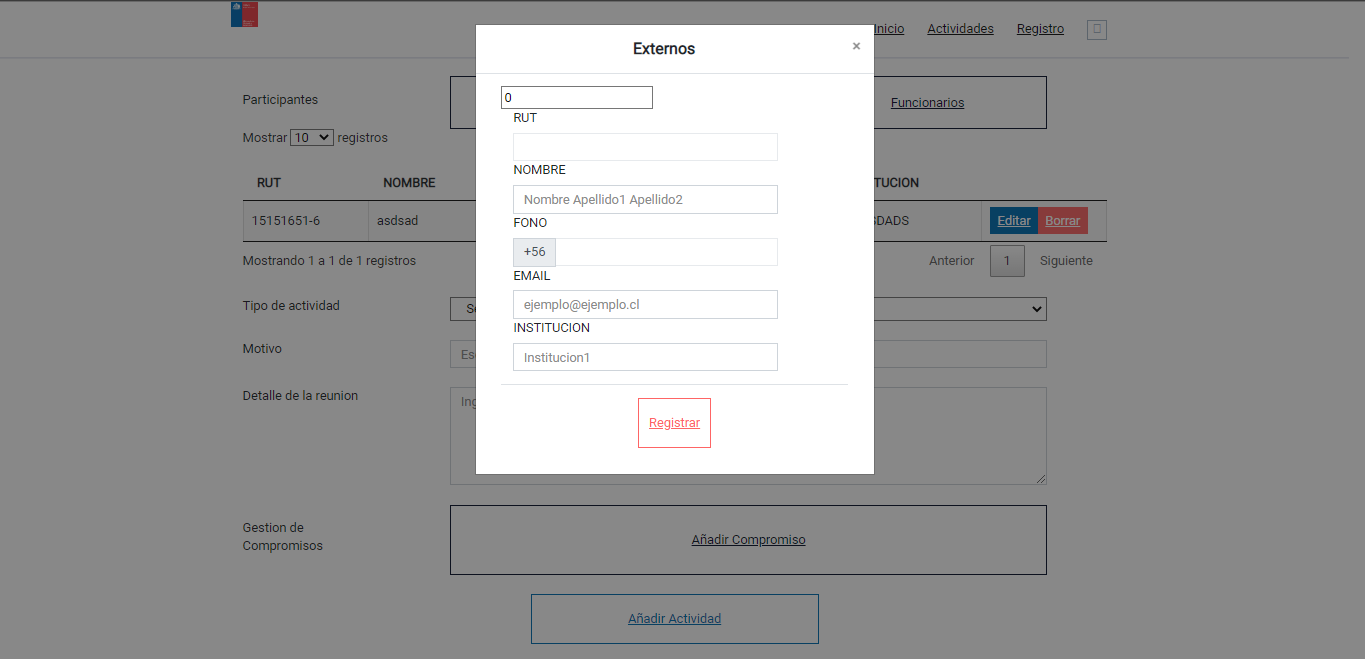 Externos
×
Inicio Actividades Registro
0
Participantes
Funcionarios
RUT
Mostrar 10 registros
NOMBRE
Nombre Apellido1 Apellido2
RUT NOMBRE TUCION
FONO
15151651-6 asdsad SDADS Editar Borrar
+56
Mostrando 1 a 1 de 1 registros
Anterior 1 Siguiente
EMAIL
ejemplo@ejemplo.cl
Tipo de actividad
INSTITUCION
Institucion1
Motivo
Detalle de la reunion
Registrar
Gestion de
Compromisos
Añadir Compromiso
Añadir Actividad